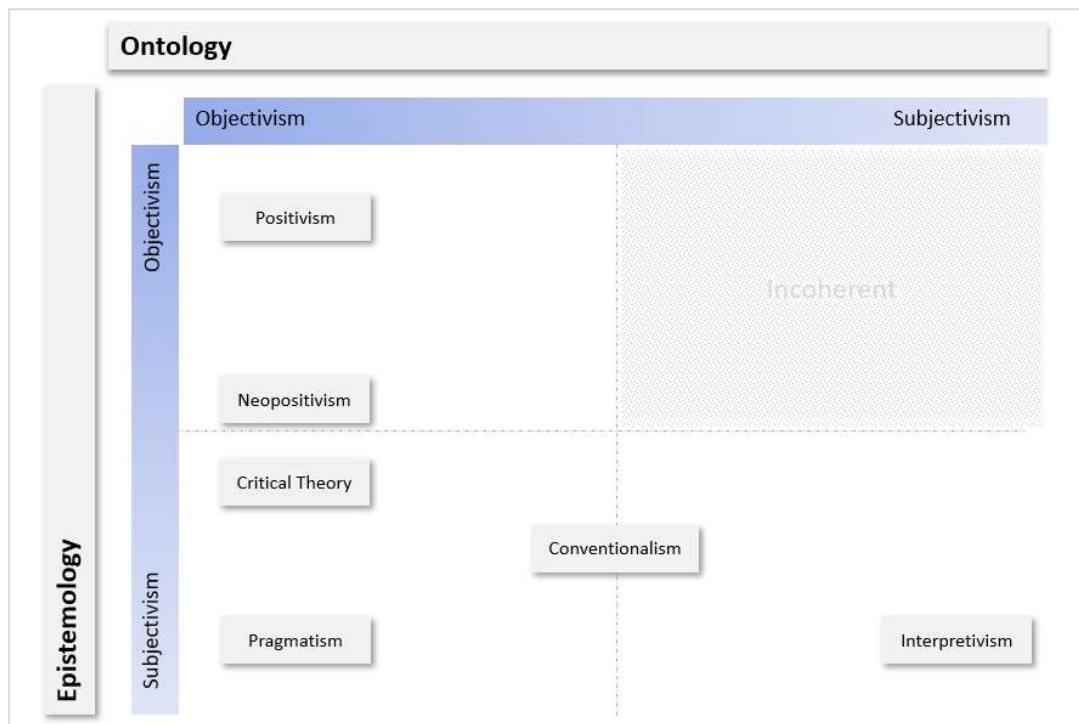 Ontology
Objectivism
Subjectivism
Epistemology
Objectivism
Subjectivism
Positivism
Incoherent
Neopositivism
Critical Theory
Conventionalism
Pragmatism
Interpretivism